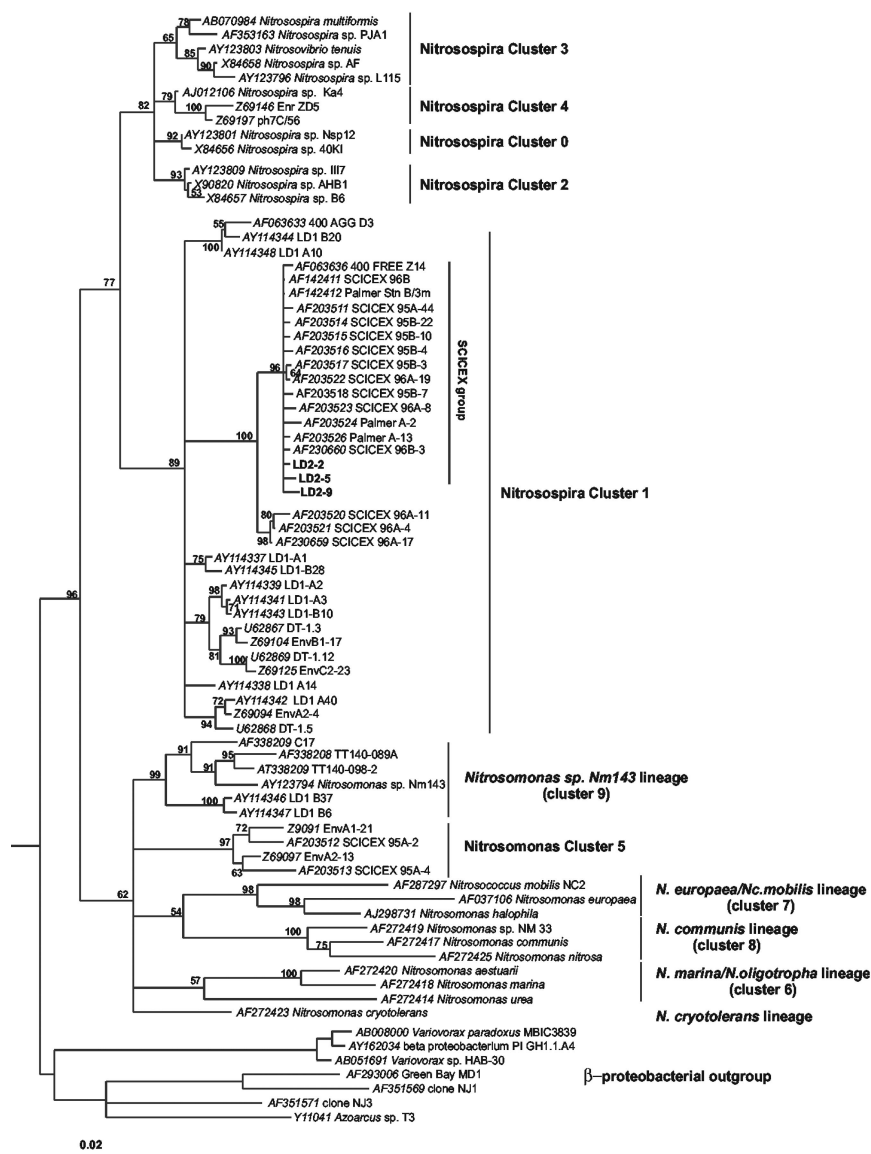 78
AB070984 Nitrosospira multiformis
65
AF353163 Nitrosospira sp. PJA1
85
AY123803 Nitrosovibrio tenuis
Nitrosospira Cluster 3
90
X84658 Nitrosospira sp. AF
AY123796 Nitrosospira sp. L115
82
79
AJ012106 Nitrosospira sp. Ka4
100
Z69146 Enr ZD5
Nitrosospira Cluster 4
Z69197 ph7C/56
92
AY123801 Nitrosospira sp. Nsp12
Nitrosospira Cluster 0
X84656 Nitrosospira sp. 40KI
93
AY123809 Nitrosospira sp. III7
X90820 Nitrosospira sp. AHB1
Nitrosospira Cluster 2
53
X84657 Nitrosospira sp. B6
77
55
AF063633 400 AGG D3
AY114344 LD1 B20
100
AY114348 LD1 A10
AF063636 400 FREE Z14
AF142411 SCICEX 96B
AF142412 Palmer Stn B/3m
AF203511 SCICEX 95A-44
AF203514 SCICEX 95B-22
AF203515 SCICEX 95B-10
AF203516 SCICEX 95B-4
96
AF203517 SCICEX 95B-3
64
AF203522 SCICEX 96A-19
AF203518 SCICEX 95B-7
AF203523 SCICEX 96A-8
AF203524 Palmer A-2
AF203526 Palmer A-13
AF230660 SCICEX 96B-3
LD2-2
LD2-5
LD2-9
SCICEX group
100
89
Nitrosospira Cluster 1
80
AF203520 SCICEX 96A-11
AF203521 SCICEX 96A-4
98
AF230659 SCICEX 96A-17
75
AY114337 LD1-A1
AY114345 LD1-B28
96
98
AY114339 LD1-A2
AY114341 LD1-A3
71
AY114343 LD1-B10
79
93
U62867 DT-1.3
Z69104 EnvB1-17
81
100
U62869 DT-1.12
Z69125 EnvC2-23
AY114338 LD1 A14
72
AY114342 LD1 A40
Z69094 EnvA2-4
94
U62868 DT-1.5
AF338209 C17
91
95
AF338208 TT140-089A
91
AT338209 TT140-098-2
99
AY123794 Nitrosomonas sp. Nm143
100
AY114346 LD1 B37
AY114347 LD1 B6
Nitrosomonas sp. Nm143 lineage
(cluster 9)
72
Z9091 EnvA1-21
97
AF203512 SCICEX 95A-2
Nitrosomonas Cluster 5
Z69097 EnvA2-13
63
AF203513 SCICEX 95A-4
62
98
AF287297 Nitrosococcus mobilis NC2
98
AF037106 Nitrosomonas europaea
AJ298731 Nitrosomonas halophila
N. europaea/Nc.mobilis lineage
(cluster 7)
54
100
AF272419 Nitrosomonas sp. NM 33
75
AF272417 Nitrosomonas communis
AF272425 Nitrosomonas nitrosa
N. communis lineage
(cluster 8)
57
100
AF272420 Nitrosomonas aestuarii
AF272418 Nitrosomonas marina
AF272414 Nitrosomonas urea
N. marina/N.oligotropha lineage
(cluster 6)
AF272423 Nitrosomonas cryotolerans
N. cryotolerans lineage
AB008000 Variovorax paradoxus MBIC3839
AY162034 beta proteobacterium PI GH1.1.A4
AB051691 Variovorax sp. HAB-30
AF293006 Green Bay MD1
β–proteobacterial outgroup
AF351569 clone NJ1
AF351571 clone NJ3
Y11041 Azoarcus sp. T3
0.02